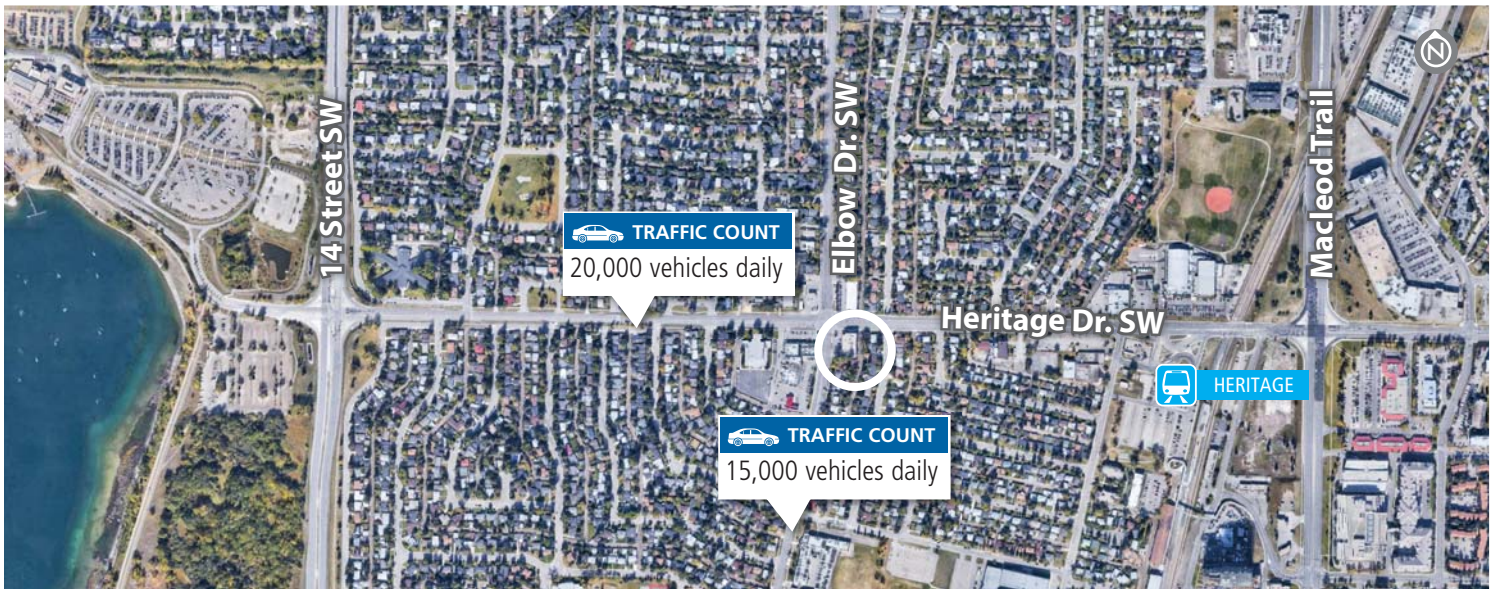 N
14 Street SW
Elbow Dr. SW
Macleod Trail
TRAFFIC COUNT
20,000 vehicles daily
Heritage Dr. SW
HERITAGE
TRAFFIC COUNT
15,000 vehicles daily